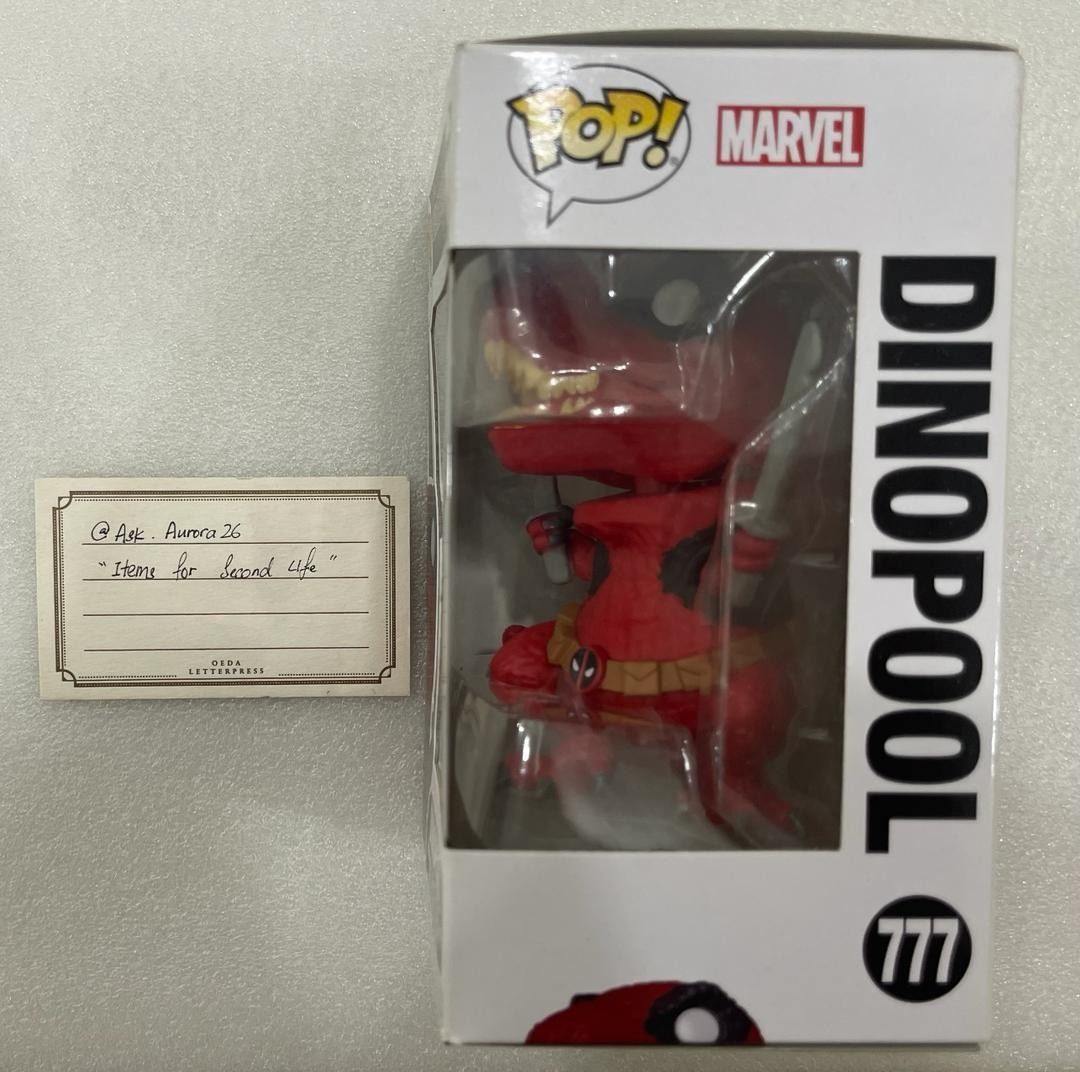 @Ask. Aurora 26
"Items for Second Life"
OEDA
LETTERPRESS
POP!
MARVEL
DINOPOOL
777